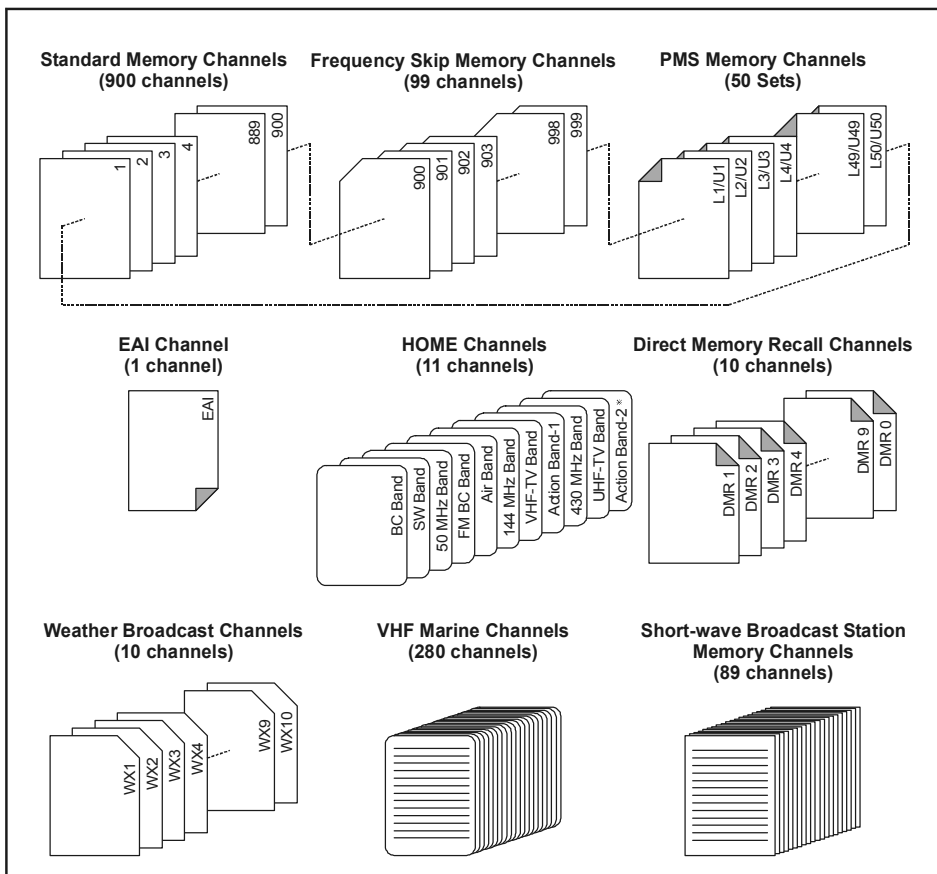 Standard Memory Channels
(900 channels)
Frequency Skip Memory Channels
(99 channels)
PMS Memory Channels
(50 Sets)
1
2
3
4
889
900
900
901
902
903
998
999
L1/U1
L2/U2
L3/U3
L4/U4
L49/U49
L50/U50
EAI Channel
(1 channel)
HOME Channels
(11 channels)
Direct Memory Recall Channels
(10 channels)
EAI
BC Band
SW Band
50 MHz Band
FM BC Band
Air Band
144 MHz Band
VHF-TV Band
Action Band-1
430 MHz Band
UHF-TV Band
Action Band-2 ※
DMR 1
DMR 2
DMR 3
DMR 4
DMR 9
DMR 0
Weather Broadcast Channels
(10 channels)
VHF Marine Channels
(280 channels)
Short-wave Broadcast Station
Memory Channels
(89 channels)
WX1
WX2
WX3
WX4
WX9
WX10